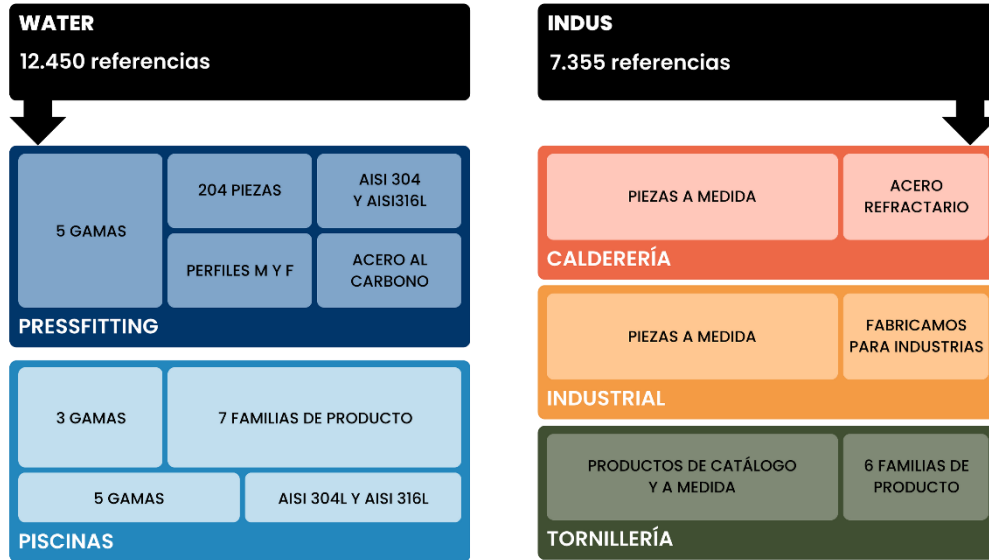 WATER
12.450 referencias
5 GAMAS
204 PIEZAS
AISI 304
Y AISI316L
PERFILES M Y F
ACERO AL
CARBONO
PRESSFITTING
3 GAMAS
7 FAMILIAS DE PRODUCTO
5 GAMAS
AISI 304L Y AISI 316L
PISCINAS
INDUS
7.355 referencias
PIEZAS A MEDIDA
ACERO
REFRACTARIO
CALDERERÍA
PIEZAS A MEDIDA
FABRICAMOS
PARA INDUSTRIAS
INDUSTRIAL
PRODUCTOS DE CATÁLOGO
Y A MEDIDA
6 FAMILIAS DE
PRODUCTO
TORNILLERÍA